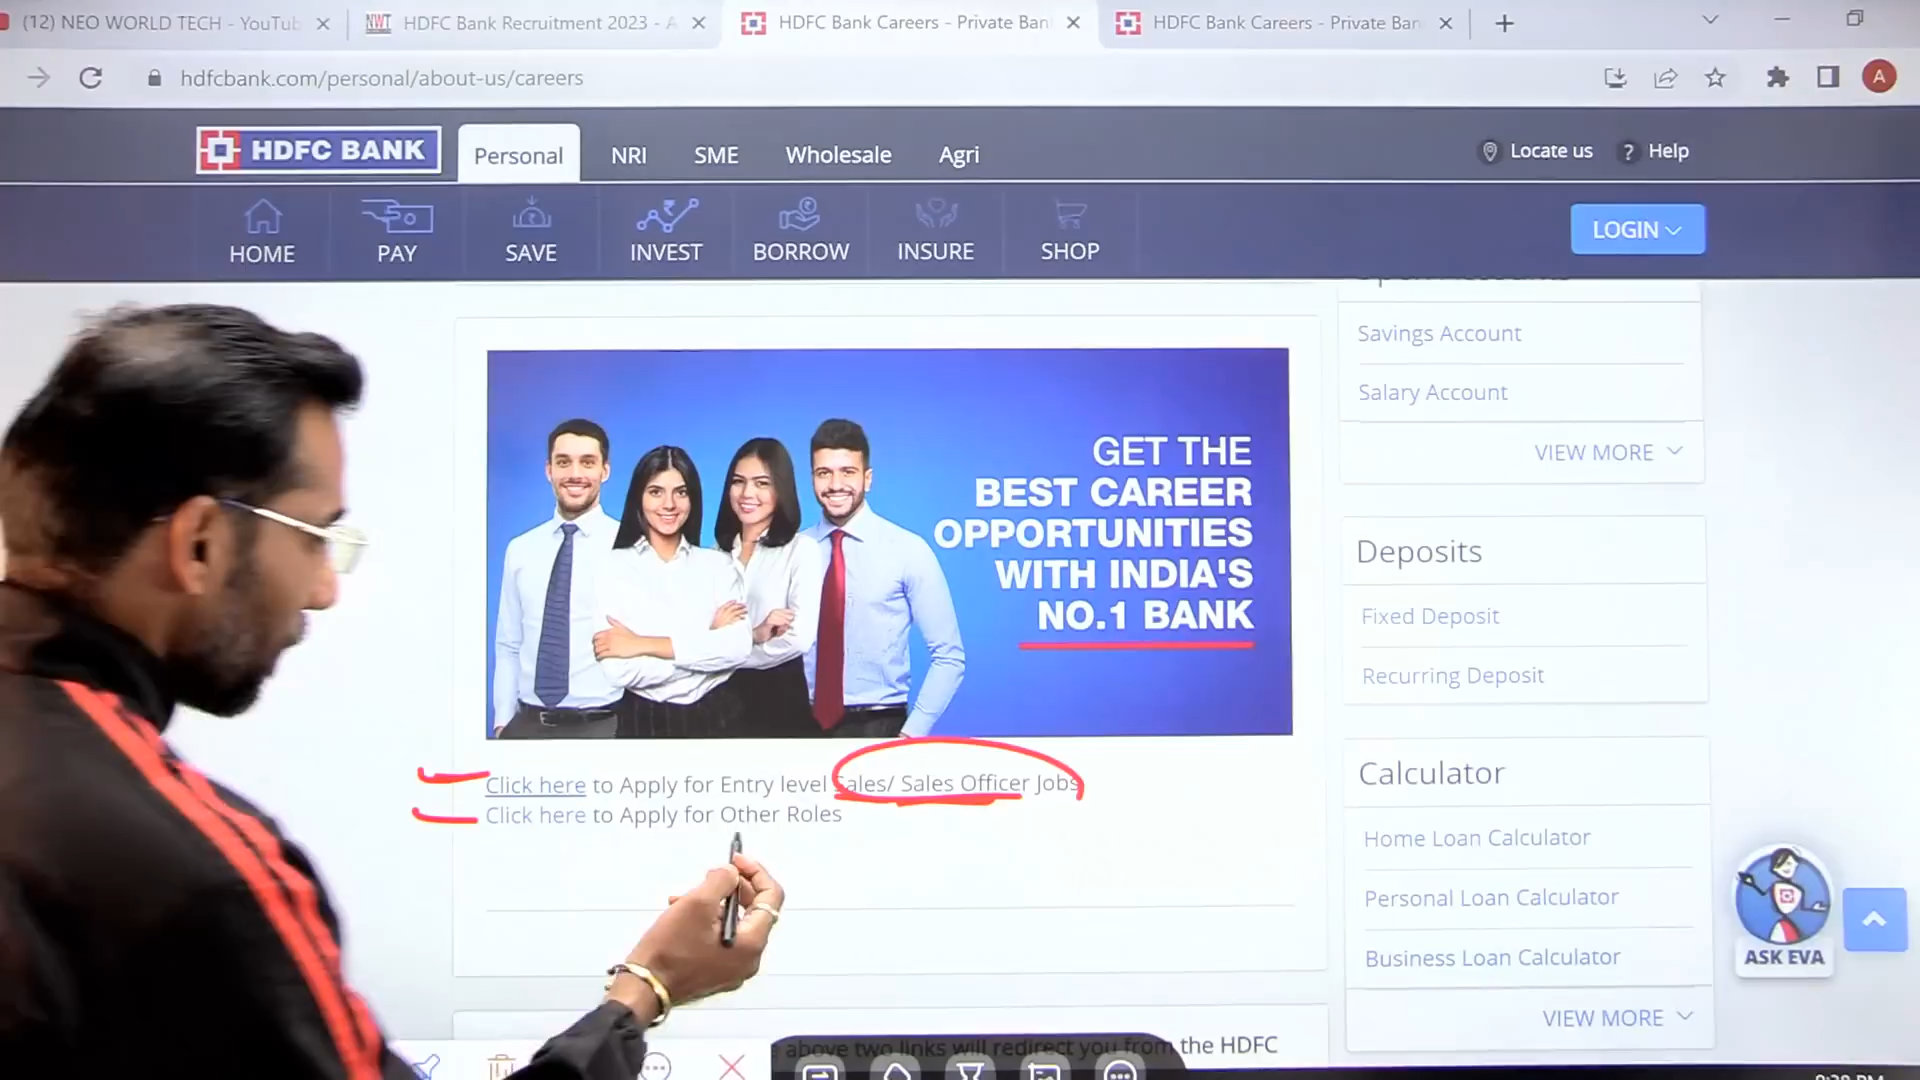 (12) NEO WORLD TECH - YouTub
NWT HDFC Bank Recruitment 2023 - A
HDFC Bank Careers - Private Ban
HDFC Bank Careers - Private Ban
hdfcbank.com/personal/about-us/careers
A
HDFC BANK
Personal
NRI
SME
Wholesale
Agri
Locate us
? Help
HOME
PAY
SAVE
INVEST
BORROW
INSURE
SHOP
LOGIN
Savings Account
Salary Account
VIEW MORE
GET THE
BEST CAREER
OPPORTUNITIES
WITH INDIA'S
NO.1 BANK
Click here to Apply for Entry level Sales/ Sales Officer Jobs
Click here to Apply for Other Roles
Deposits
Fixed Deposit
Recurring Deposit
Calculator
Home Loan Calculator
Personal Loan Calculator
Business Loan Calculator
VIEW MORE
ASK EVA
above two links will redirect you from the HDFC